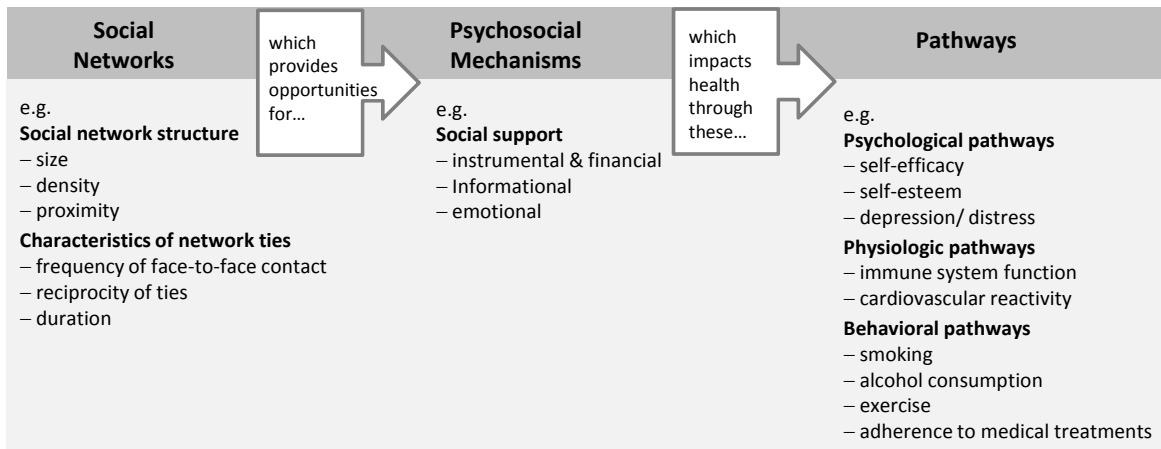 Social
Networks
which
provides
opportunities
for…
Psychosocial
Mechanisms
which
impacts
health
through
these…
Pathways
e.g.
Social network structure
– size
– density
– proximity
Characteristics of network ties
– frequency of face-to-face contact
– reciprocity of ties
– duration
e.g.
Social support
– instrumental & financial
– Informational
– emotional
e.g.
Psychological pathways
– self-efficacy
– self-esteem
– depression/ distress
Physiologic pathways
– immune system function
– cardiovascular reactivity
Behavioral pathways
– smoking
– alcohol consumption
– exercise
– adherence to medical treatments